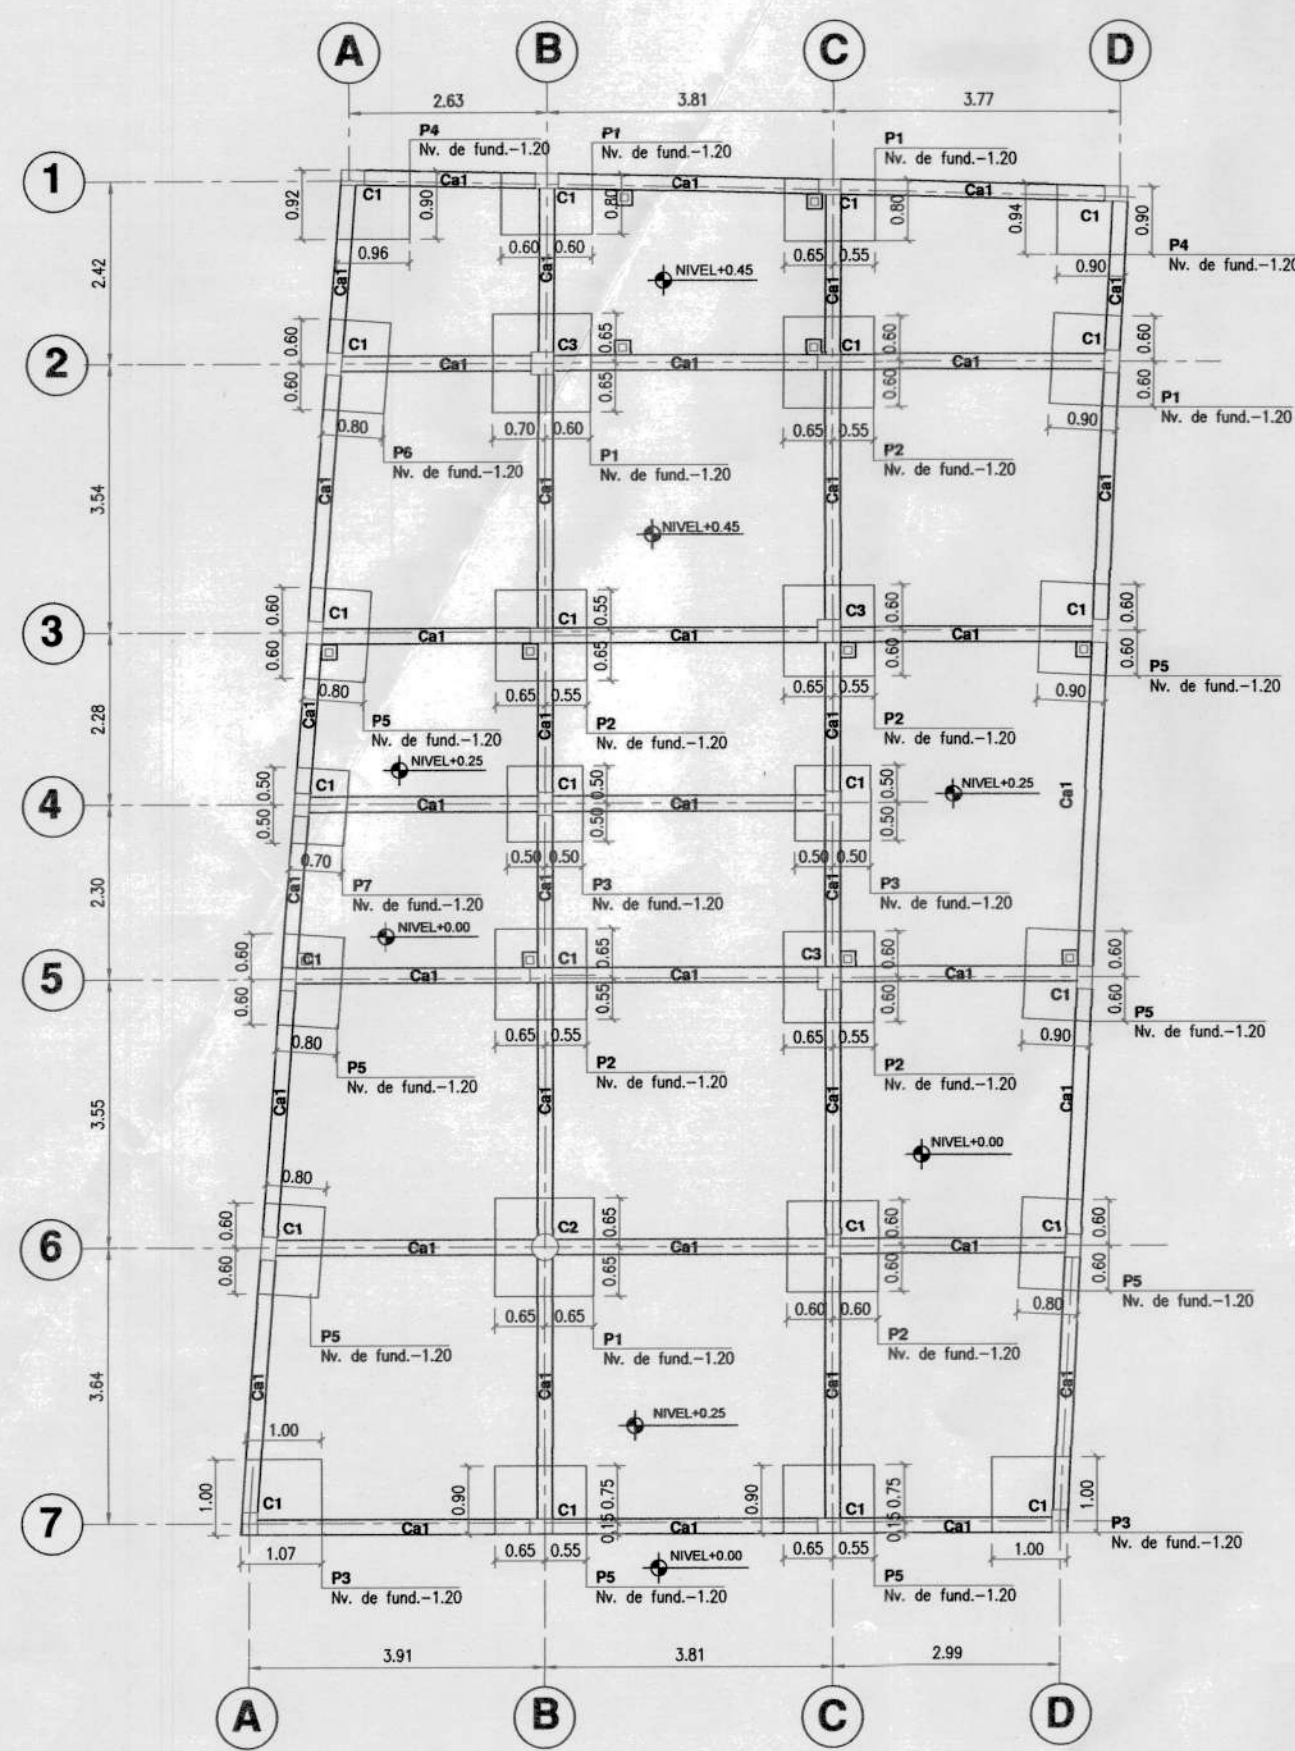 A B C D
2.63 3.81 3.77
P4 P1 P1
Nv. de fund.-1.20 Nv. de fund.-1.20 Nv. de fund.-1.20
1 Ca1 Ca1 Ca1
0.92 C1 0.90 C1 0.80 C1 0.80 0.94 C1 0.90
0.96 0.60 0.60 0.65 0.55 0.90 P4
Nv. de fund.-1.20
2.42 Ca1 Ca1 NIVEL+0.45 Ca1 Ca1
0.60 C1 C3 0.65 C1 0.60 C1 0.60
2 Ca1 Ca1 Ca1
0.60 0.65 0.60 0.60
0.80 0.70 0.60 0.65 0.55 0.90 P1
Nv. de fund.-1.20
P6 P1 P2
Nv. de fund.-1.20 Nv. de fund.-1.20 Nv. de fund.-1.20
3.54 Ca1 Ca1 Ca1 Ca1
NIVEL+0.45
0.60 C1 C1 0.55 C3 0.60 C1 0.60
3 Ca1 Ca1 Ca1
0.60 0.65 0.60 0.60
0.80 0.65 0.55 0.65 0.55 0.90 P5
Nv. de fund.-1.20
2.28 Ca1 P5 Ca1 P2 Ca1 P2
Nv. de fund.-1.20 Nv. de fund.-1.20 Nv. de fund.-1.20
NIVEL+0.25
0.50 C1 C1 0.50 C1 0.50 NIVEL+0.25 Ca1
4 Ca1 Ca1
0.50 0.50 0.50
0.70 0.50 0.50 0.50 0.50
2.30 Ca1 P7 Ca1 P3 Ca1 P3
Nv. de fund.-1.20 Nv. de fund.-1.20 Nv. de fund.-1.20
NIVEL+0.00
0.60 C1 C1 0.65 C3 0.60 0.60
5 Ca1 Ca1 Ca1
0.60 0.55 0.60 C1 0.60
0.80 0.65 0.55 0.65 0.55 0.90 P5
Nv. de fund.-1.20
P5 P2 P2
Nv. de fund.-1.20 Nv. de fund.-1.20 Nv. de fund.-1.20
3.55 Ca1 Ca1 Ca1 Ca1
NIVEL+0.00
0.80
0.60 C1 C2 0.65 C1 0.60 C1 0.60
6 Ca1 Ca1 Ca1
0.60 0.65 0.60 0.60
0.65 0.65 0.60 0.60 0.80 P5
Nv. de fund.-1.20
P5 P1 P2
Nv. de fund.-1.20 Nv. de fund.-1.20 Nv. de fund.-1.20
3.64 Ca1 Ca1 Ca1 Ca1
NIVEL+0.25
1.00
1.00 C1 0.90 C1 0.75 0.90 C1 0.75 C1 1.00
7 Ca1 0.15 Ca1 0.15 Ca1 P3
Nv. de fund.-1.20
1.07 0.65 0.55 NIVEL+0.00 0.65 0.55 1.00
P3 P5 P5
Nv. de fund.-1.20 Nv. de fund.-1.20 Nv. de fund.-1.20
3.91 3.81 2.99
A B C D